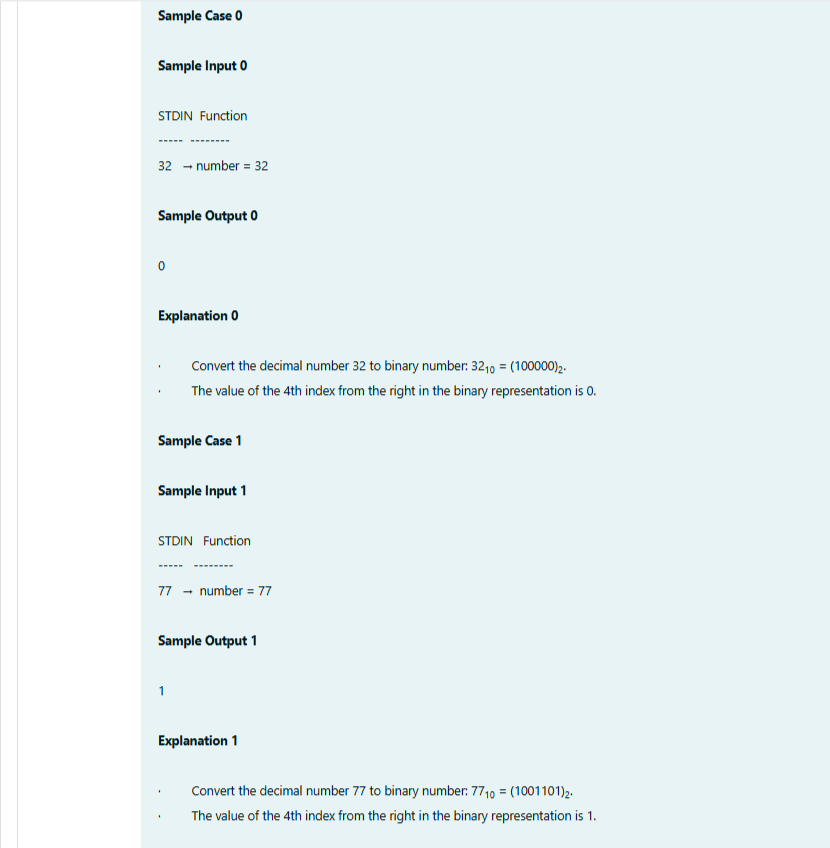 Sample Case 0
Sample Input 0
STDIN Function
----- --------
32 → number = 32
Sample Output 0
0
Explanation 0
· Convert the decimal number 32 to binary number: 32₁₀ = (100000)₂.
· The value of the 4th index from the right in the binary representation is 0.
Sample Case 1
Sample Input 1
STDIN Function
----- --------
77 → number = 77
Sample Output 1
1
Explanation 1
· Convert the decimal number 77 to binary number: 77₁₀ = (1001101)₂.
· The value of the 4th index from the right in the binary representation is 1.